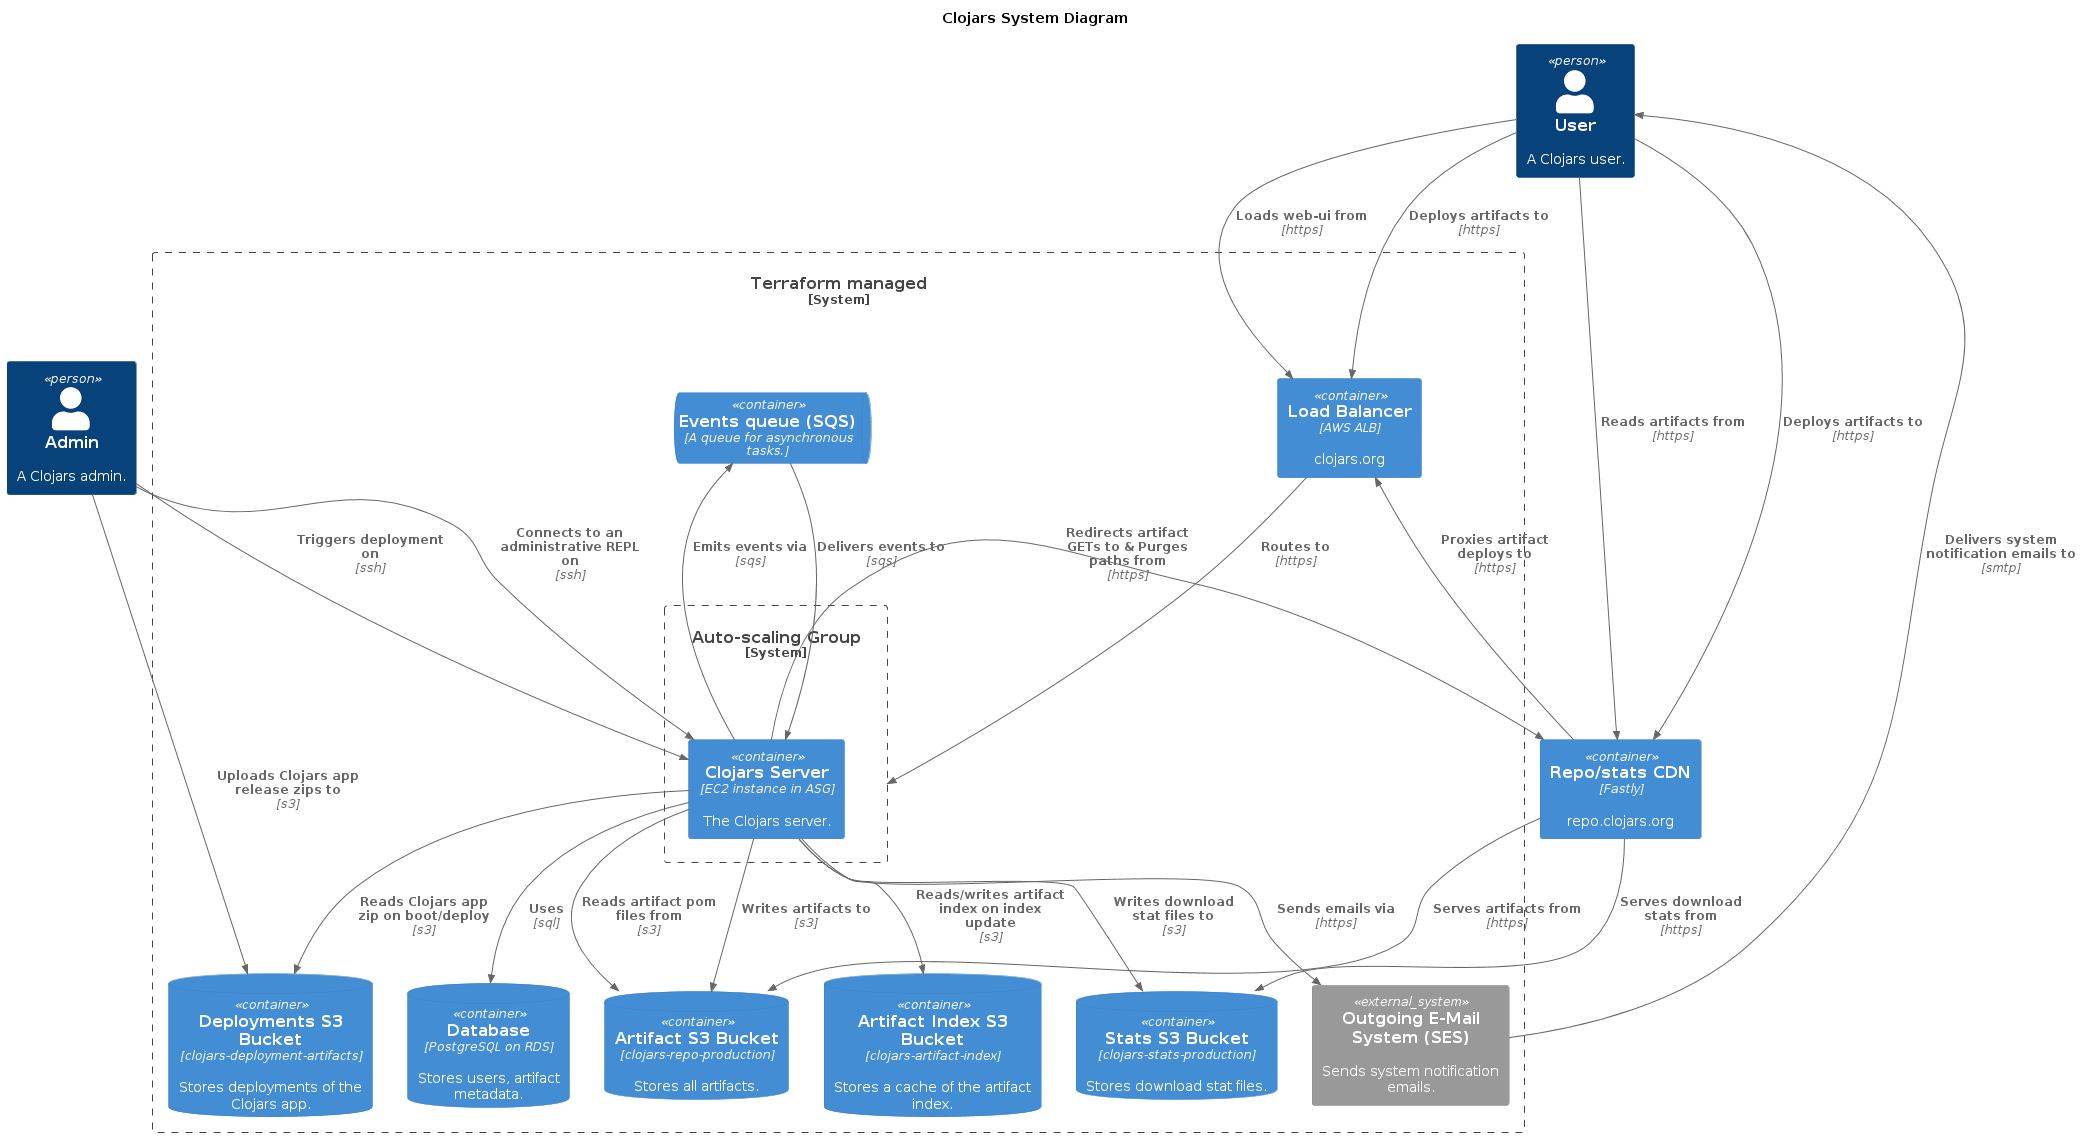 Clojars System Diagram
«person»
User
A Clojars user.
Loads web-ui from
[https]
Deploys artifacts to
[https]
Terraform managed
[System]
«person»
Admin
A Clojars admin.
«container»
Events queue (SQS)
[A queue for asynchronous
tasks.]
«container»
Load Balancer
[AWS ALB]
clojars.org
Reads artifacts from
[https]
Deploys artifacts to
[https]
Triggers deployment
on
[ssh]
Connects to an
administrative REPL
on
[ssh]
Emits events via
[sqs]
Delivers events to
[sqs]
Redirects artifact
GETs to & Purges
paths from
[https]
Routes to
[https]
Proxies artifact
deploys to
[https]
Delivers system
notification emails to
[smtp]
Auto-scaling Group
[System]
Uploads Clojars app
release zips to
[s3]
«container»
Clojars Server
[EC2 instance in ASG]
The Clojars server.
«container»
Repo/stats CDN
[Fastly]
repo.clojars.org
Reads Clojars app
zip on boot/deploy
[s3]
Uses
[sql]
Reads artifact pom
files from
[s3]
Writes artifacts to
[s3]
Reads/writes artifact
index on index
update
[s3]
Writes download
stat files to
[s3]
Sends emails via
[https]
Serves artifacts from
[https]
Serves download
stats from
[https]
«container»
Deployments S3
Bucket
[clojars-deployment-artifacts]
Stores deployments of the
Clojars app.
«container»
Database
[PostgreSQL on RDS]
Stores users, artifact
metadata.
«container»
Artifact S3 Bucket
[clojars-repo-production]
Stores all artifacts.
«container»
Artifact Index S3
Bucket
[clojars-artifact-index]
Stores a cache of the artifact
index.
«container»
Stats S3 Bucket
[clojars-stats-production]
Stores download stat files.
«external_system»
Outgoing E-Mail
System (SES)
Sends system notification
emails.